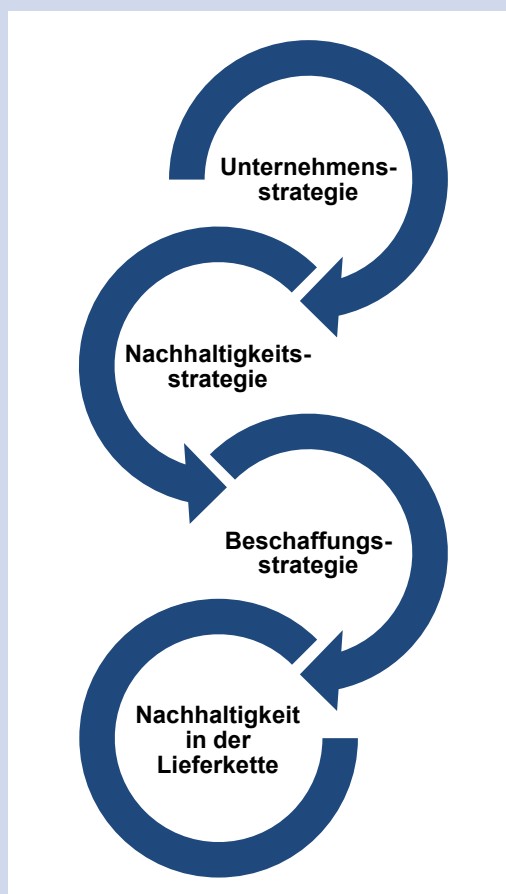 Unternehmens-
strategie
Nachhaltigkeits-
strategie
Beschaffungs-
strategie
Nachhaltigkeit
in der
Lieferkette